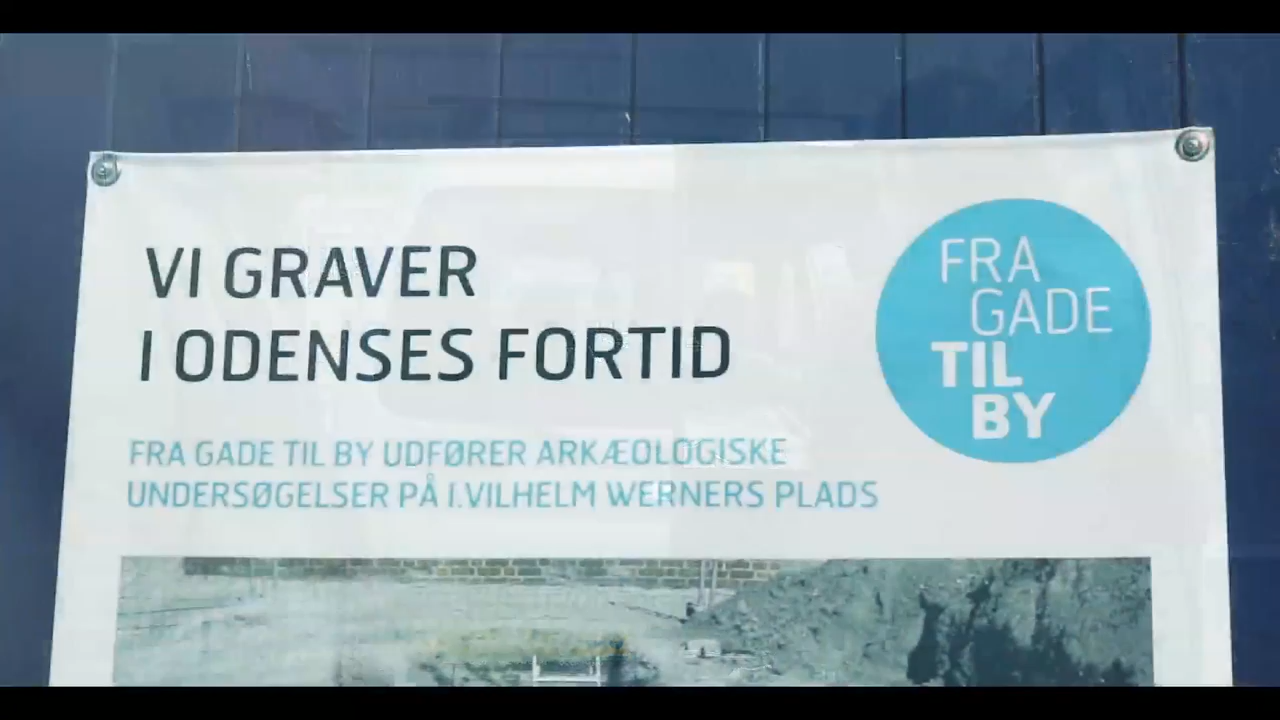 VI GRAVER
I ODENSES FORTID
FRA GADE TIL BY UDFØRER ARKÆOLOGISKE
UNDERSØGELSER PÅ I.VILHELM WERNERS PLADS
FRA
GADE
TIL
BY